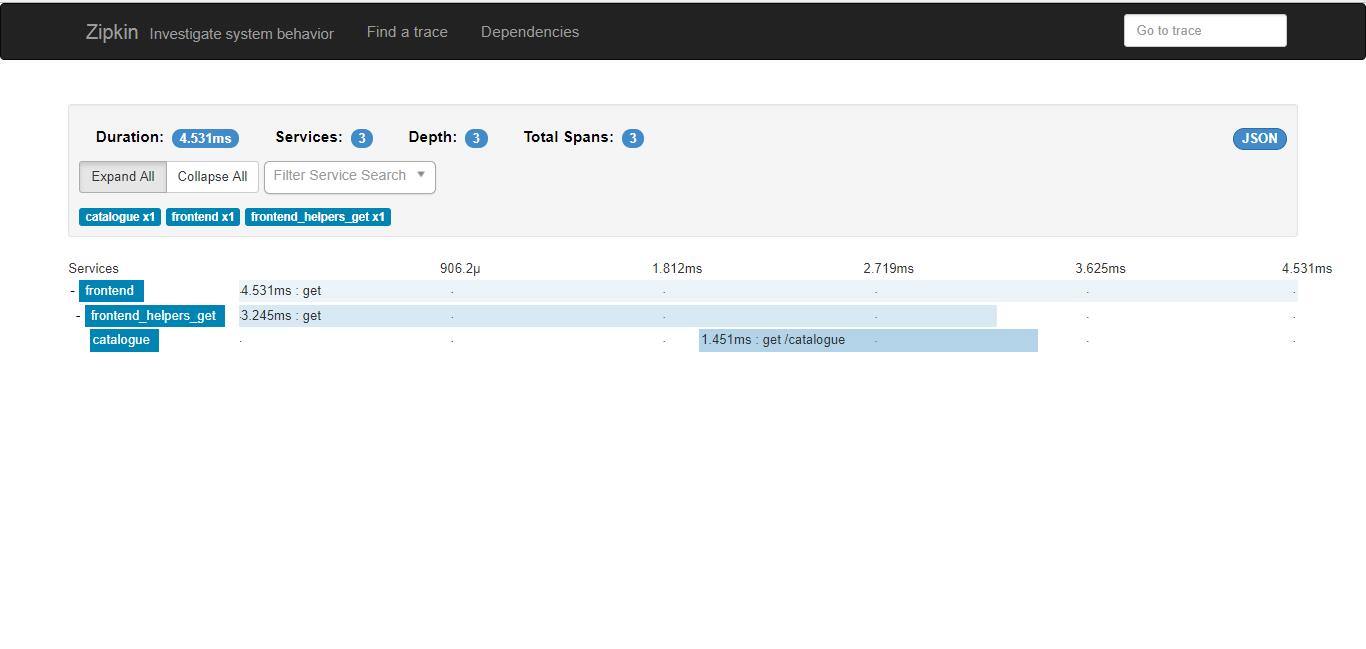 Zipkin Investigate system behavior Find a trace Dependencies Go to trace
Duration: 4.531ms Services: 3 Depth: 3 Total Spans: 3 JSON
Expand All Collapse All Filter Service Search
catalogue x1 frontend x1 frontend_helpers_get x1
Services 906.2μ 1.812ms 2.719ms 3.625ms 4.531ms
- frontend 4.531ms : get
- frontend_helpers_get 3.245ms : get
catalogue 1.451ms : get /catalogue